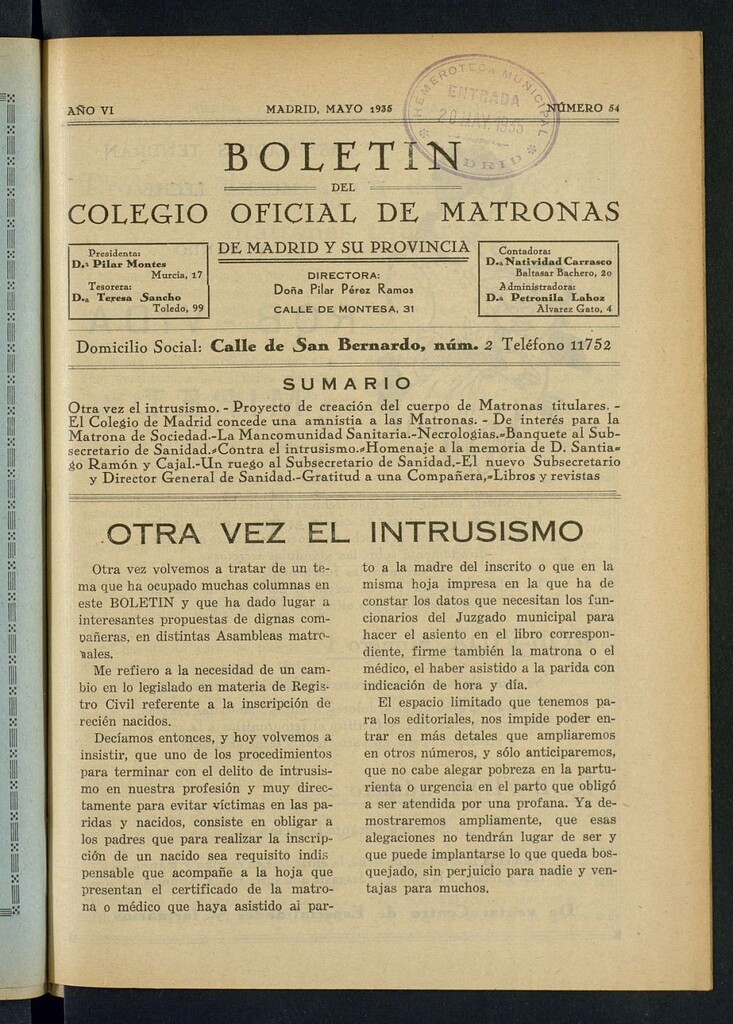 AÑO VI
MADRID, MAYO 1935
NÚMERO 54
HEMEROTECA MUNICIPAL
ENTRADA
20 MAY. 1935
MADRID
BOLETIN
DEL
COLEGIO OFICIAL DE MATRONAS
DE MADRID Y SU PROVINCIA
Presidenta:
D.ª Pilar Montes
Murcia, 17
Tesorera:
D.ª Teresa Sancho
Toledo, 99
DIRECTORA:
Doña Pilar Pérez Ramos
CALLE DE MONTESA, 31
Contadora:
D.ª Natividad Carrasco
Baltasar Bachero, 20
Administradora:
D.ª Petronila Lahoz
Alvarez Gato, 4
Domicilio Social: Calle de San Bernardo, núm. 2 Teléfono 11752
SUMARIO
Otra vez el intrusismo. - Proyecto de creación del cuerpo de Matronas titulares. -
El Colegio de Madrid concede una amnistia a las Matronas. - De interés para la
Matrona de Sociedad.-La Mancomunidad Sanitaria.-Necrologias.-Banquete al Sub-
secretario de Sanidad.-Contra el intrusismo.-Homenaje a la memoria de D. Santia-
go Ramón y Cajal.-Un ruego al Subsecretario de Sanidad.-El nuevo Subsecretario
y Director General de Sanidad.-Gratitud a una Compañera,-Libros y revistas
OTRA VEZ EL INTRUSISMO
Otra vez volvemos a tratar de un te-
ma que ha ocupado muchas columnas en
este BOLETIN y que ha dado lugar a
interesantes propuestas de dignas com-
pañeras, en distintas Asambleas matro-
nales.
Me refiero a la necesidad de un cam-
bio en lo legislado en materia de Regis-
tro Civil referente a la inscripción de
recién nacidos.
Decíamos entonces, y hoy volvemos a
insistir, que uno de los procedimientos
para terminar con el delito de intrusis-
mo en nuestra profesión y muy direc-
tamente para evitar víctimas en las pa-
ridas y nacidos, consiste en obligar a
los padres que para realizar la inscrip-
ción de un nacido sea requisito indis
pensable que acompañe a la hoja que
presentan el certificado de la matro-
na o médico que haya asistido al par-
to a la madre del inscrito o que en la
misma hoja impresa en la que ha de
constar los datos que necesitan los fun-
cionarios del Juzgado municipal para
hacer el asiento en el libro correspon-
diente, firme también la matrona o el
médico, el haber asistido a la parida con
indicación de hora y día.
El espacio limitado que tenemos pa-
ra los editoriales, nos impide poder en-
trar en más detales que ampliaremos
en otros números, y sólo anticiparemos,
que no cabe alegar pobreza en la partu-
rienta o urgencia en el parto que obligó
a ser atendida por una profana. Ya de-
mostraremos ampliamente, que esas
alegaciones no tendrán lugar de ser y
que puede implantarse lo que queda bos-
quejado, sin perjuicio para nadie y ven-
tajas para muchos.